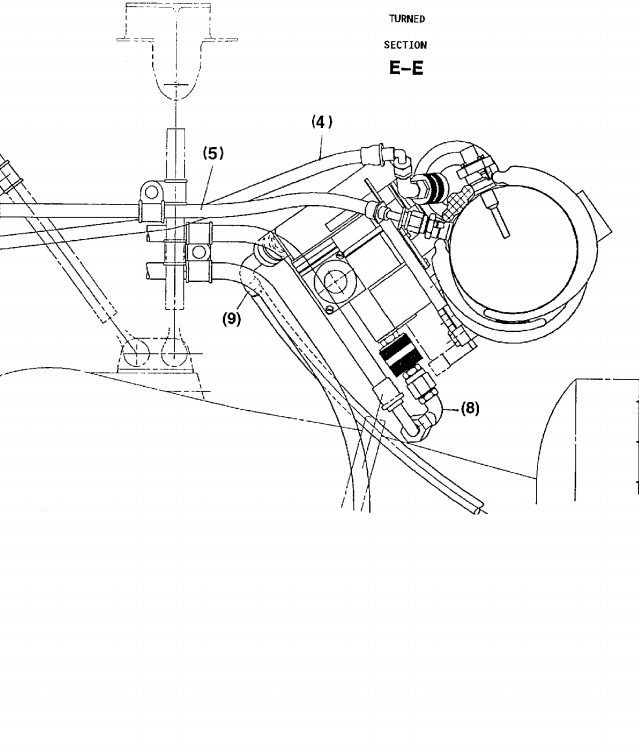 TURNED
SECTION
E-E
(4)
(5)
(9)
(8)